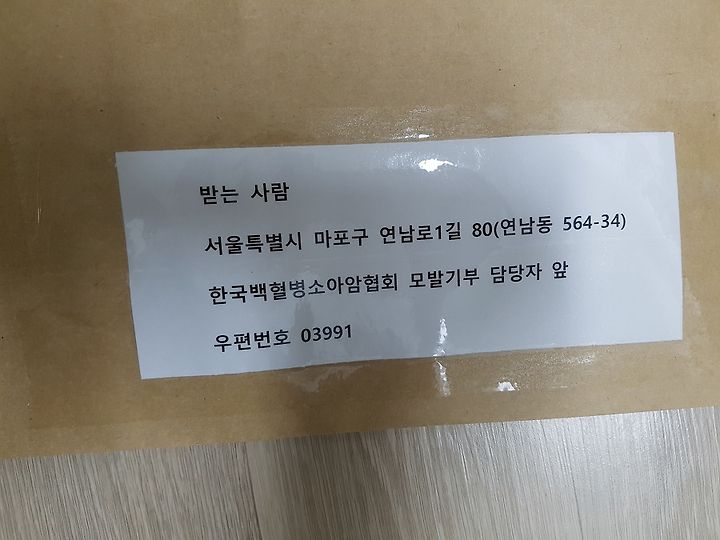 받는 사람
서울특별시 마포구 연남로1길 80(연남동 564-34)
한국백혈병소아암협회 모발기부 담당자 앞
우편번호 03991